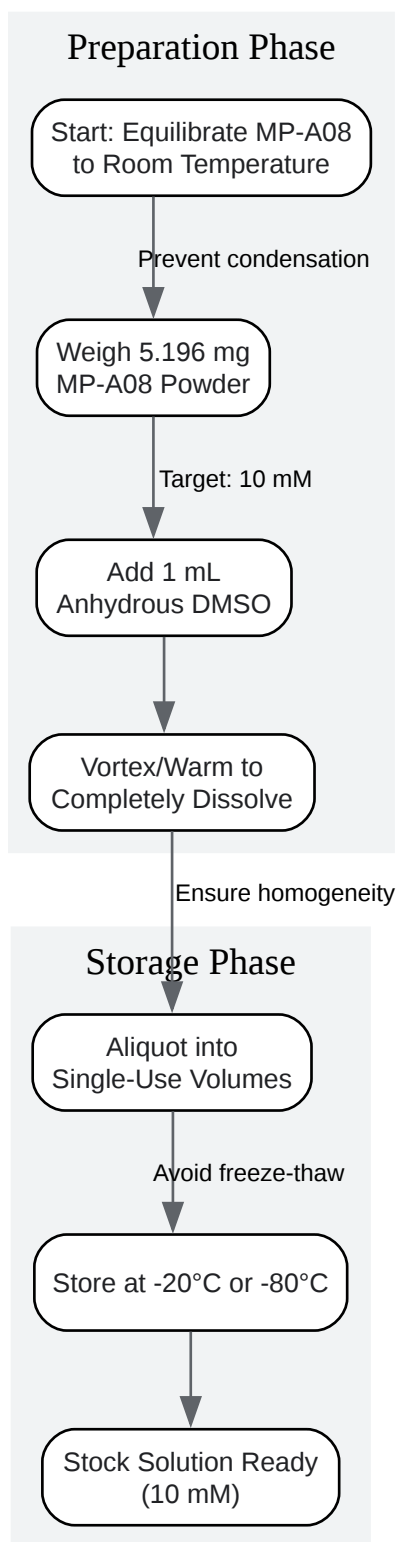 Preparation Phase
Start: Equilibrate MP-A08
to Room Temperature
Prevent condensation
Weigh 5.196 mg
MP-A08 Powder
Target: 10 mM
Add 1 mL
Anhydrous DMSO
Vortex/Warm to
Completely Dissolve
Ensure homogeneity
Storage Phase
Aliquot into
Single-Use Volumes
Avoid freeze-thaw
Store at -20°C or -80°C
Stock Solution Ready
(10 mM)